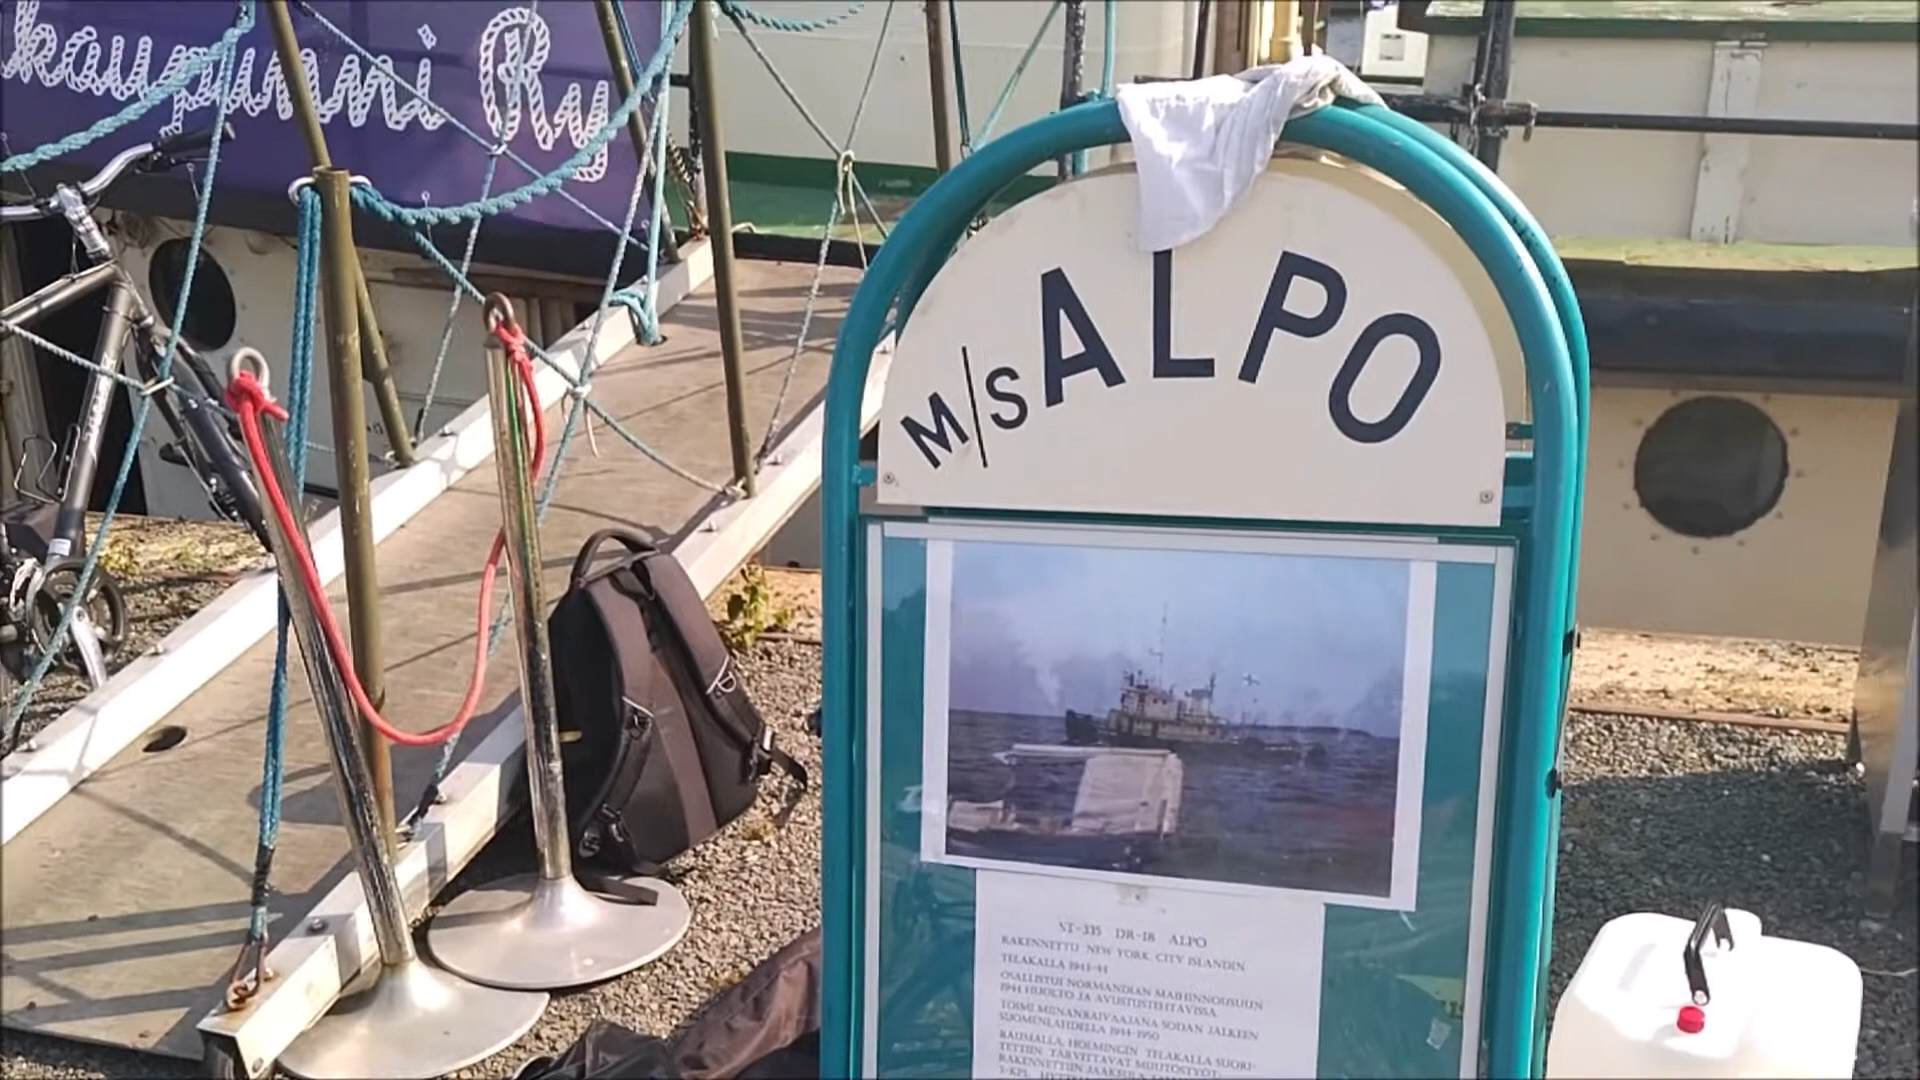 kaupunni Ry
M/S ALPO
ST-335 DR-18 ALPO
RAKENNETTU NEW YORK, CITY ISLANDIN
TELAKALLA 1943-44
OSALLISTUI NORMANDIAN MAIHINNOUSUUN
1944 HUOLTO JA AVUSTUSTEHTÄVISSÄ.
TOIMI MIINANRAIVAAJANA SODAN JÄLKEEN
SUOMENLAHDELLA 1944-1950
RAUMALLA, HOLMINGIN TELAKALLA SUORI-
TETTIIN TARVITTAVAT MUUTOSTYÖT:
RAKENNETTIIN